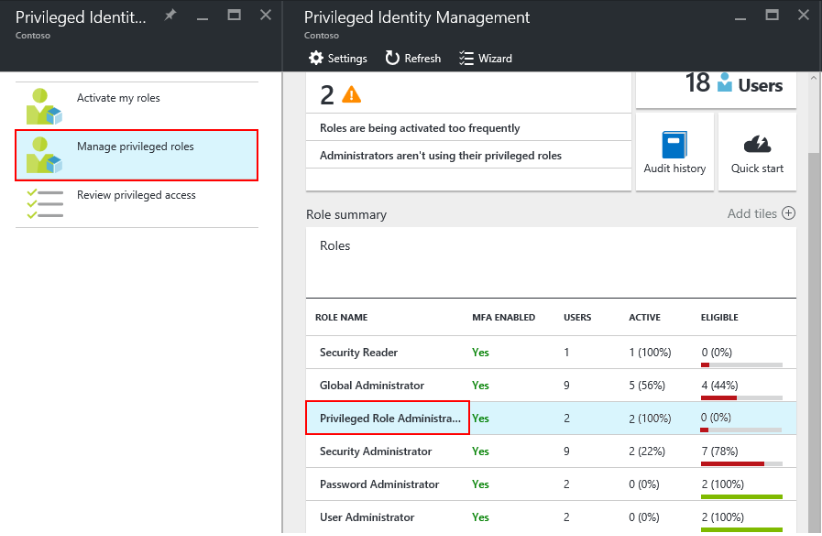 Privileged Identit...
Contoso
Activate my roles
Manage privileged roles
Review privileged access
Privileged Identity Management
Contoso
Settings Refresh Wizard
2
Roles are being activated too frequently
Administrators aren't using their privileged roles
18 Users
Audit history
Quick start
Role summary
Add tiles
Roles
ROLE NAME MFA ENABLED USERS ACTIVE ELIGIBLE
Security Reader Yes 1 1 (100%) 0 (0%)
Global Administrator Yes 9 5 (56%) 4 (44%)
Privileged Role Administra... Yes 2 2 (100%) 0 (0%)
Security Administrator Yes 9 2 (22%) 7 (78%)
Password Administrator Yes 2 0 (0%) 2 (100%)
User Administrator Yes 2 0 (0%) 2 (100%)